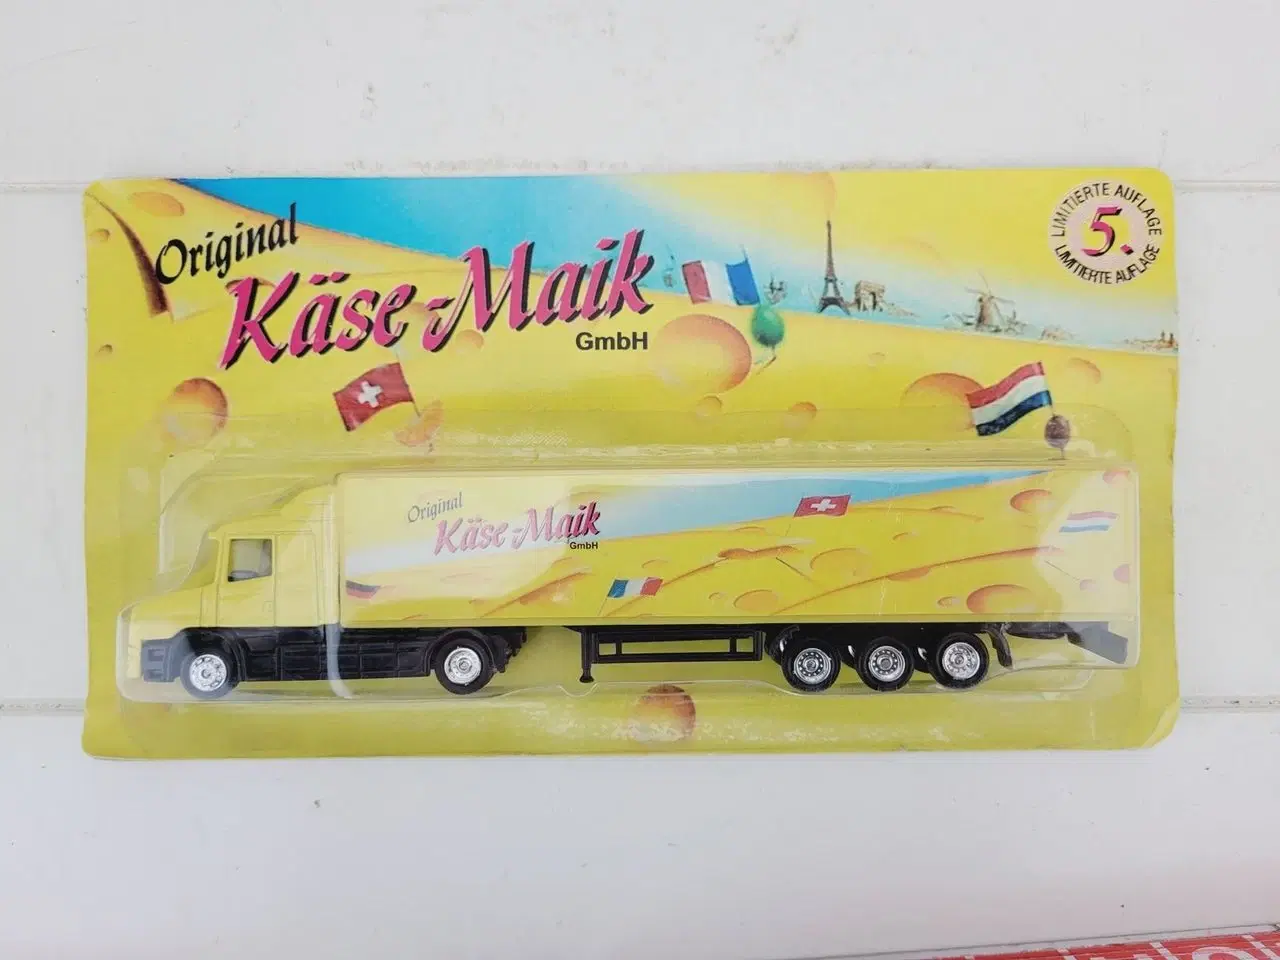 Original
Käse-Maik
GmbH
LIMITIERTE AUFLAGE
5.
LIMITIERTE AUFLAGE
Original
Käse-Maik
GmbH